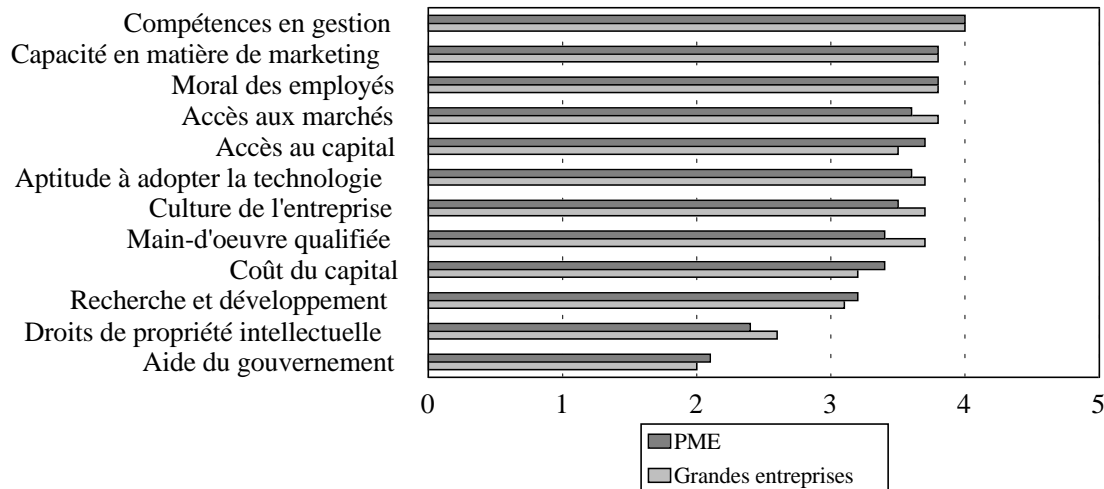 Compétences en gestion
Capacité en matière de marketing
Moral des employés
Accès aux marchés
Accès au capital
Aptitude à adopter la technologie
Culture de l'entreprise
Main-d'oeuvre qualifiée
Coût du capital
Recherche et développement
Droits de propriété intellectuelle
Aide du gouvernement
0 1 2 3 4 5
PME
Grandes entreprises